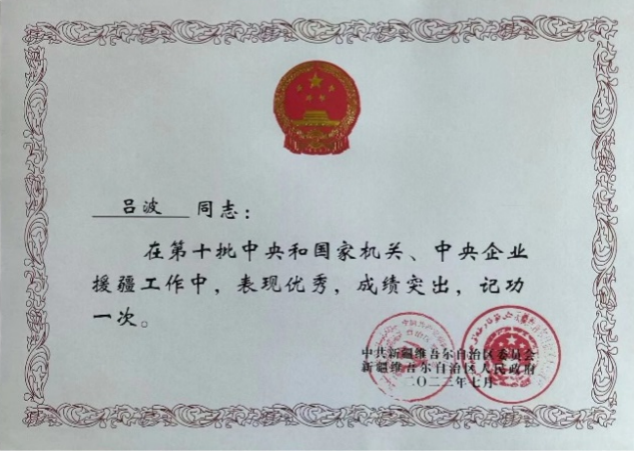 吕波 同志：
在第十批中央和国家机关、中央企业
援疆工作中，表现优秀，成绩突出，记功
一次。
中共新疆维吾尔自治区委员会
新疆维吾尔自治区人民政府
二〇二三年七月